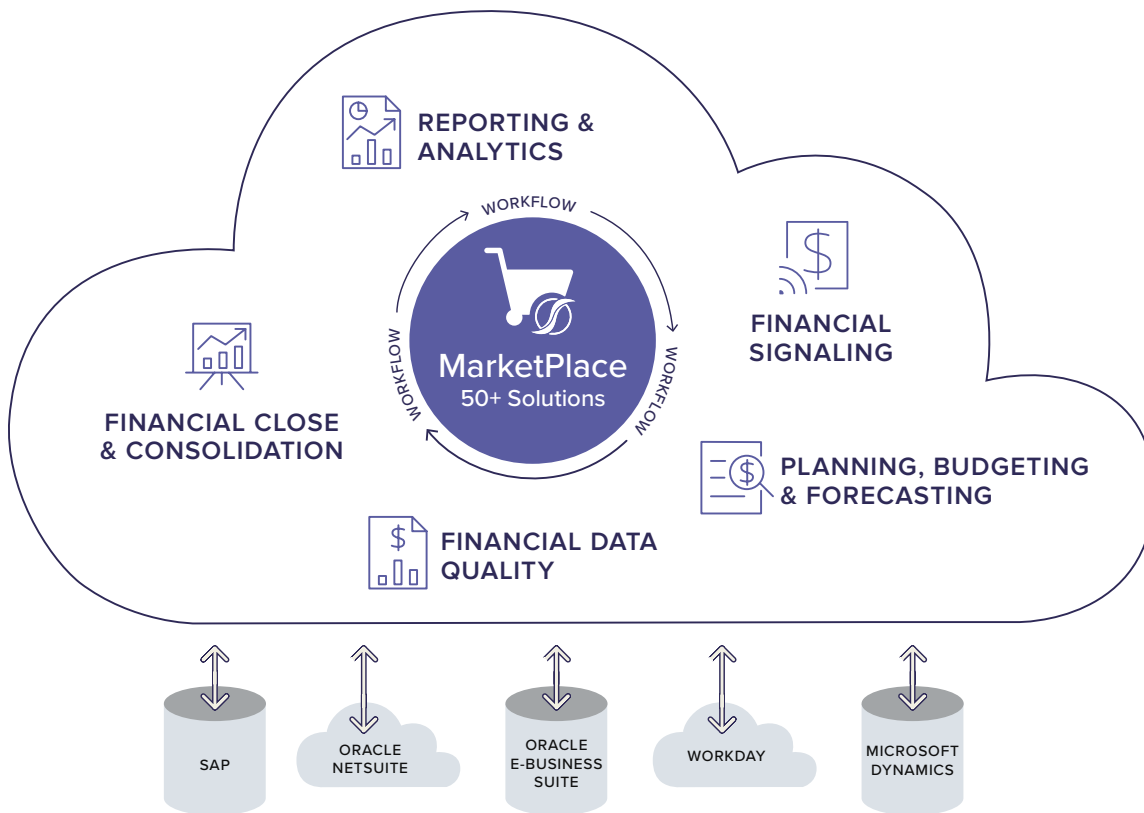 REPORTING &
ANALYTICS
WORKFLOW
MarketPlace
50+ Solutions
WORKFLOW
WORKFLOW
FINANCIAL
SIGNALING
FINANCIAL CLOSE
& CONSOLIDATION
PLANNING, BUDGETING
& FORECASTING
FINANCIAL DATA
QUALITY
SAP
ORACLE
NETSUITE
ORACLE
E-BUSINESS
SUITE
WORKDAY
MICROSOFT
DYNAMICS